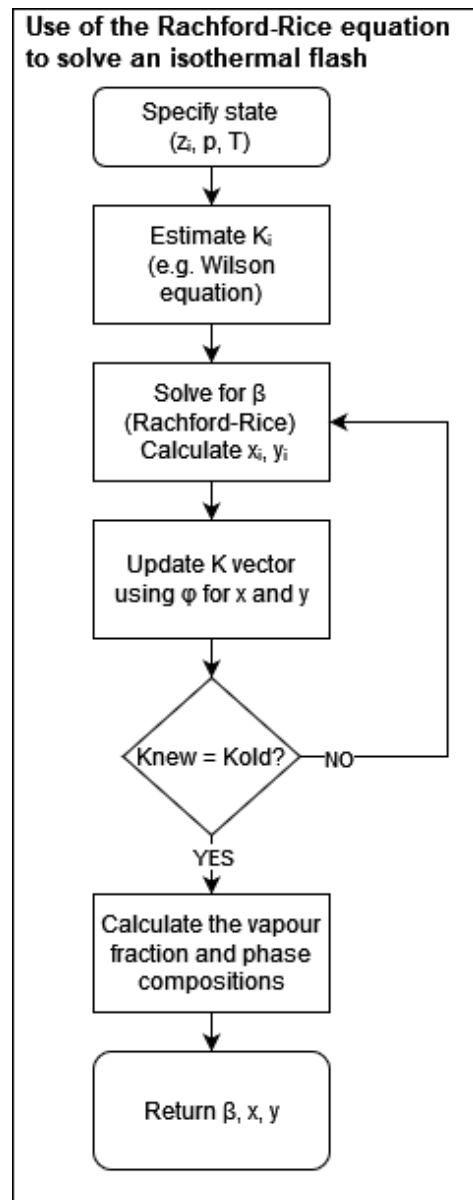 Use of the Rachford-Rice equation
to solve an isothermal flash
Specify state
(zᵢ, p, T)
Estimate Kᵢ
(e.g. Wilson
equation)
Solve for β
(Rachford-Rice)
Calculate xᵢ, yᵢ
Update K vector
using φ for x and y
Knew = Kold?
NO
YES
Calculate the vapour
fraction and phase
compositions
Return β, x, y